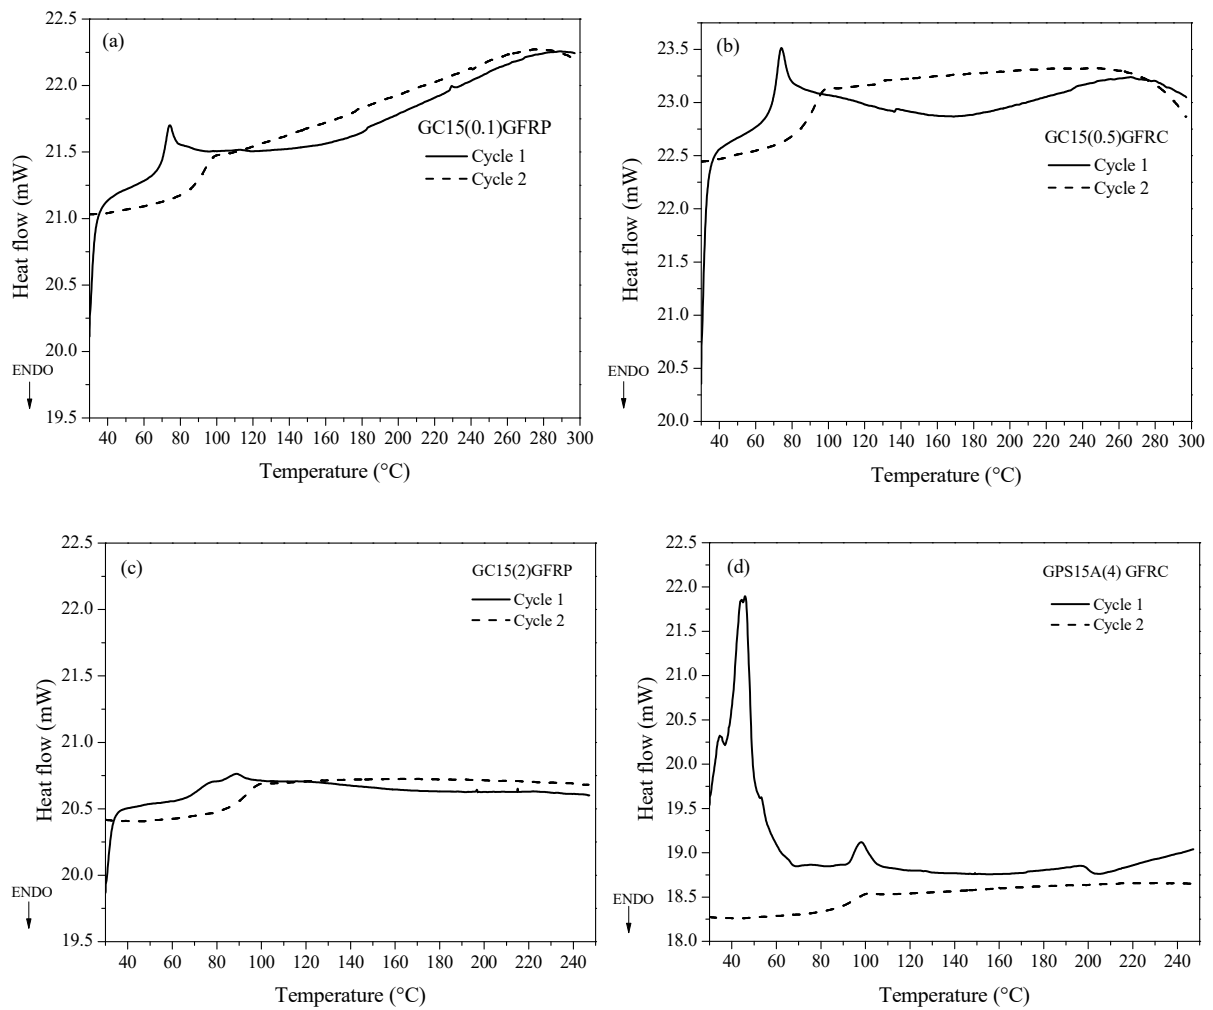 (a)
22.5
22.0
21.5
21.0
20.5
20.0
19.5
Heat flow (mW)
ENDO
GC15(0.1)GFRP
Cycle 1
Cycle 2
40 60 80 100 120 140 160 180 200 220 240 260 280 300
Temperature (°C)
(b)
23.5
23.0
22.5
22.0
21.5
21.0
20.5
20.0
Heat flow (mW)
ENDO
GC15(0.5)GFRC
Cycle 1
Cycle 2
40 60 80 100 120 140 160 180 200 220 240 260 280 300
Temperature (°C)
(c)
22.5
22.0
21.5
21.0
20.5
20.0
19.5
Heat flow (mW)
ENDO
GC15(2)GFRP
Cycle 1
Cycle 2
40 60 80 100 120 140 160 180 200 220 240
Temperature (°C)
(d)
22.5
22.0
21.5
21.0
20.5
20.0
19.5
19.0
18.5
18.0
Heat flow (mW)
ENDO
GPS15A(4) GFRC
Cycle 1
Cycle 2
40 60 80 100 120 140 160 180 200 220 240
Temperature (°C)